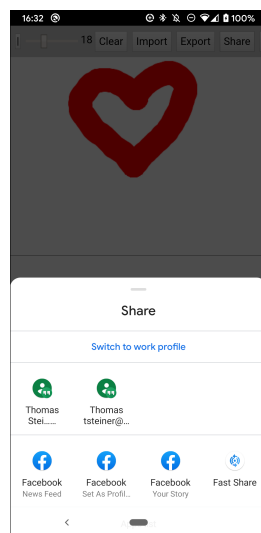 16:32 100%
18 Clear Import Export Share
Share
Switch to work profile
Thomas Thomas
Stei...... tsteiner@...
Facebook Facebook Facebook Fast Share
News Feed Set As Profil... Your Story